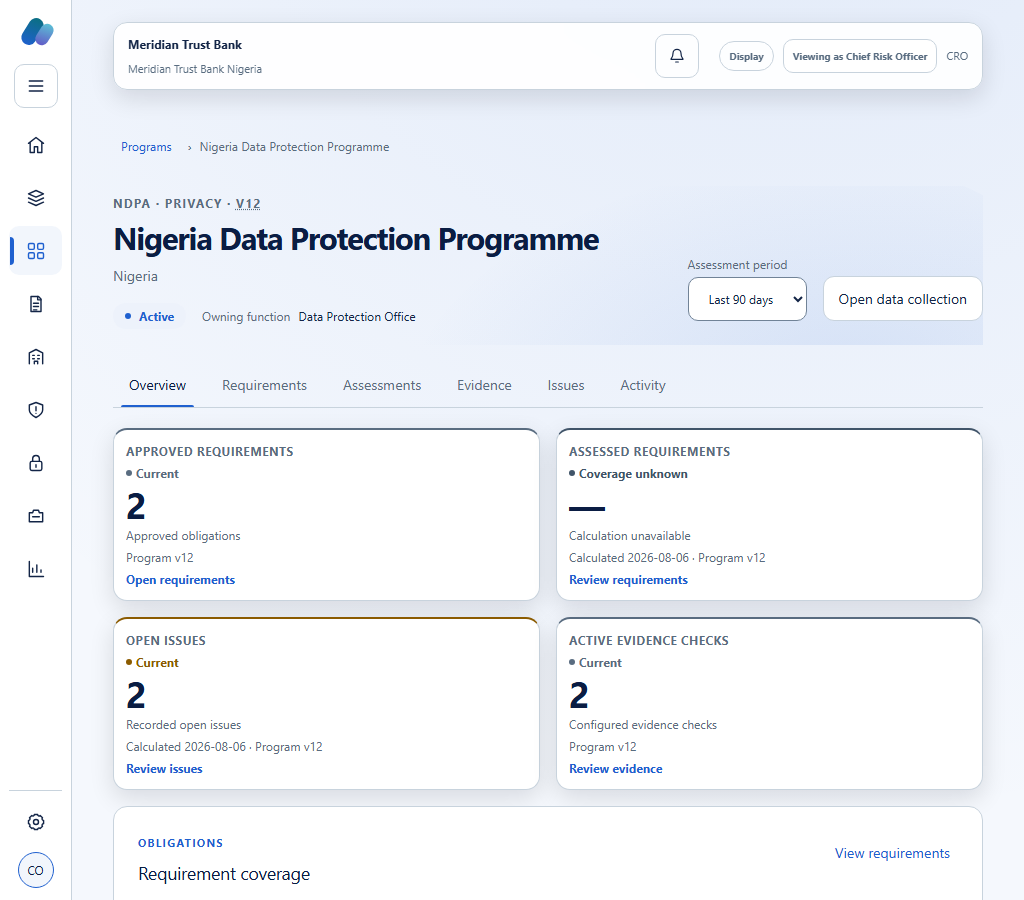 Meridian Trust Bank
Meridian Trust Bank Nigeria
Display
Viewing as Chief Risk Officer
CRO
Programs › Nigeria Data Protection Programme
NDPA · PRIVACY · V12
Nigeria Data Protection Programme
Nigeria
Active
Owning function Data Protection Office
Assessment period
Last 90 days
Open data collection
Overview
Requirements
Assessments
Evidence
Issues
Activity
APPROVED REQUIREMENTS
Current
2
Approved obligations
Program v12
Open requirements
ASSESSED REQUIREMENTS
Coverage unknown
—
Calculation unavailable
Calculated 2026-08-06 · Program v12
Review requirements
OPEN ISSUES
Current
2
Recorded open issues
Calculated 2026-08-06 · Program v12
Review issues
ACTIVE EVIDENCE CHECKS
Current
2
Configured evidence checks
Program v12
Review evidence
OBLIGATIONS
Requirement coverage
View requirements
CO